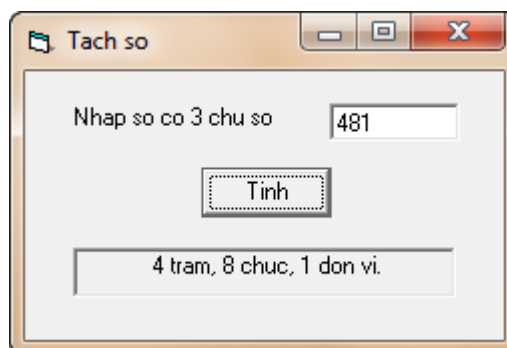 Tach so
Nhap so co 3 chu so 481
Tinh
4 tram, 8 chuc, 1 don vi.